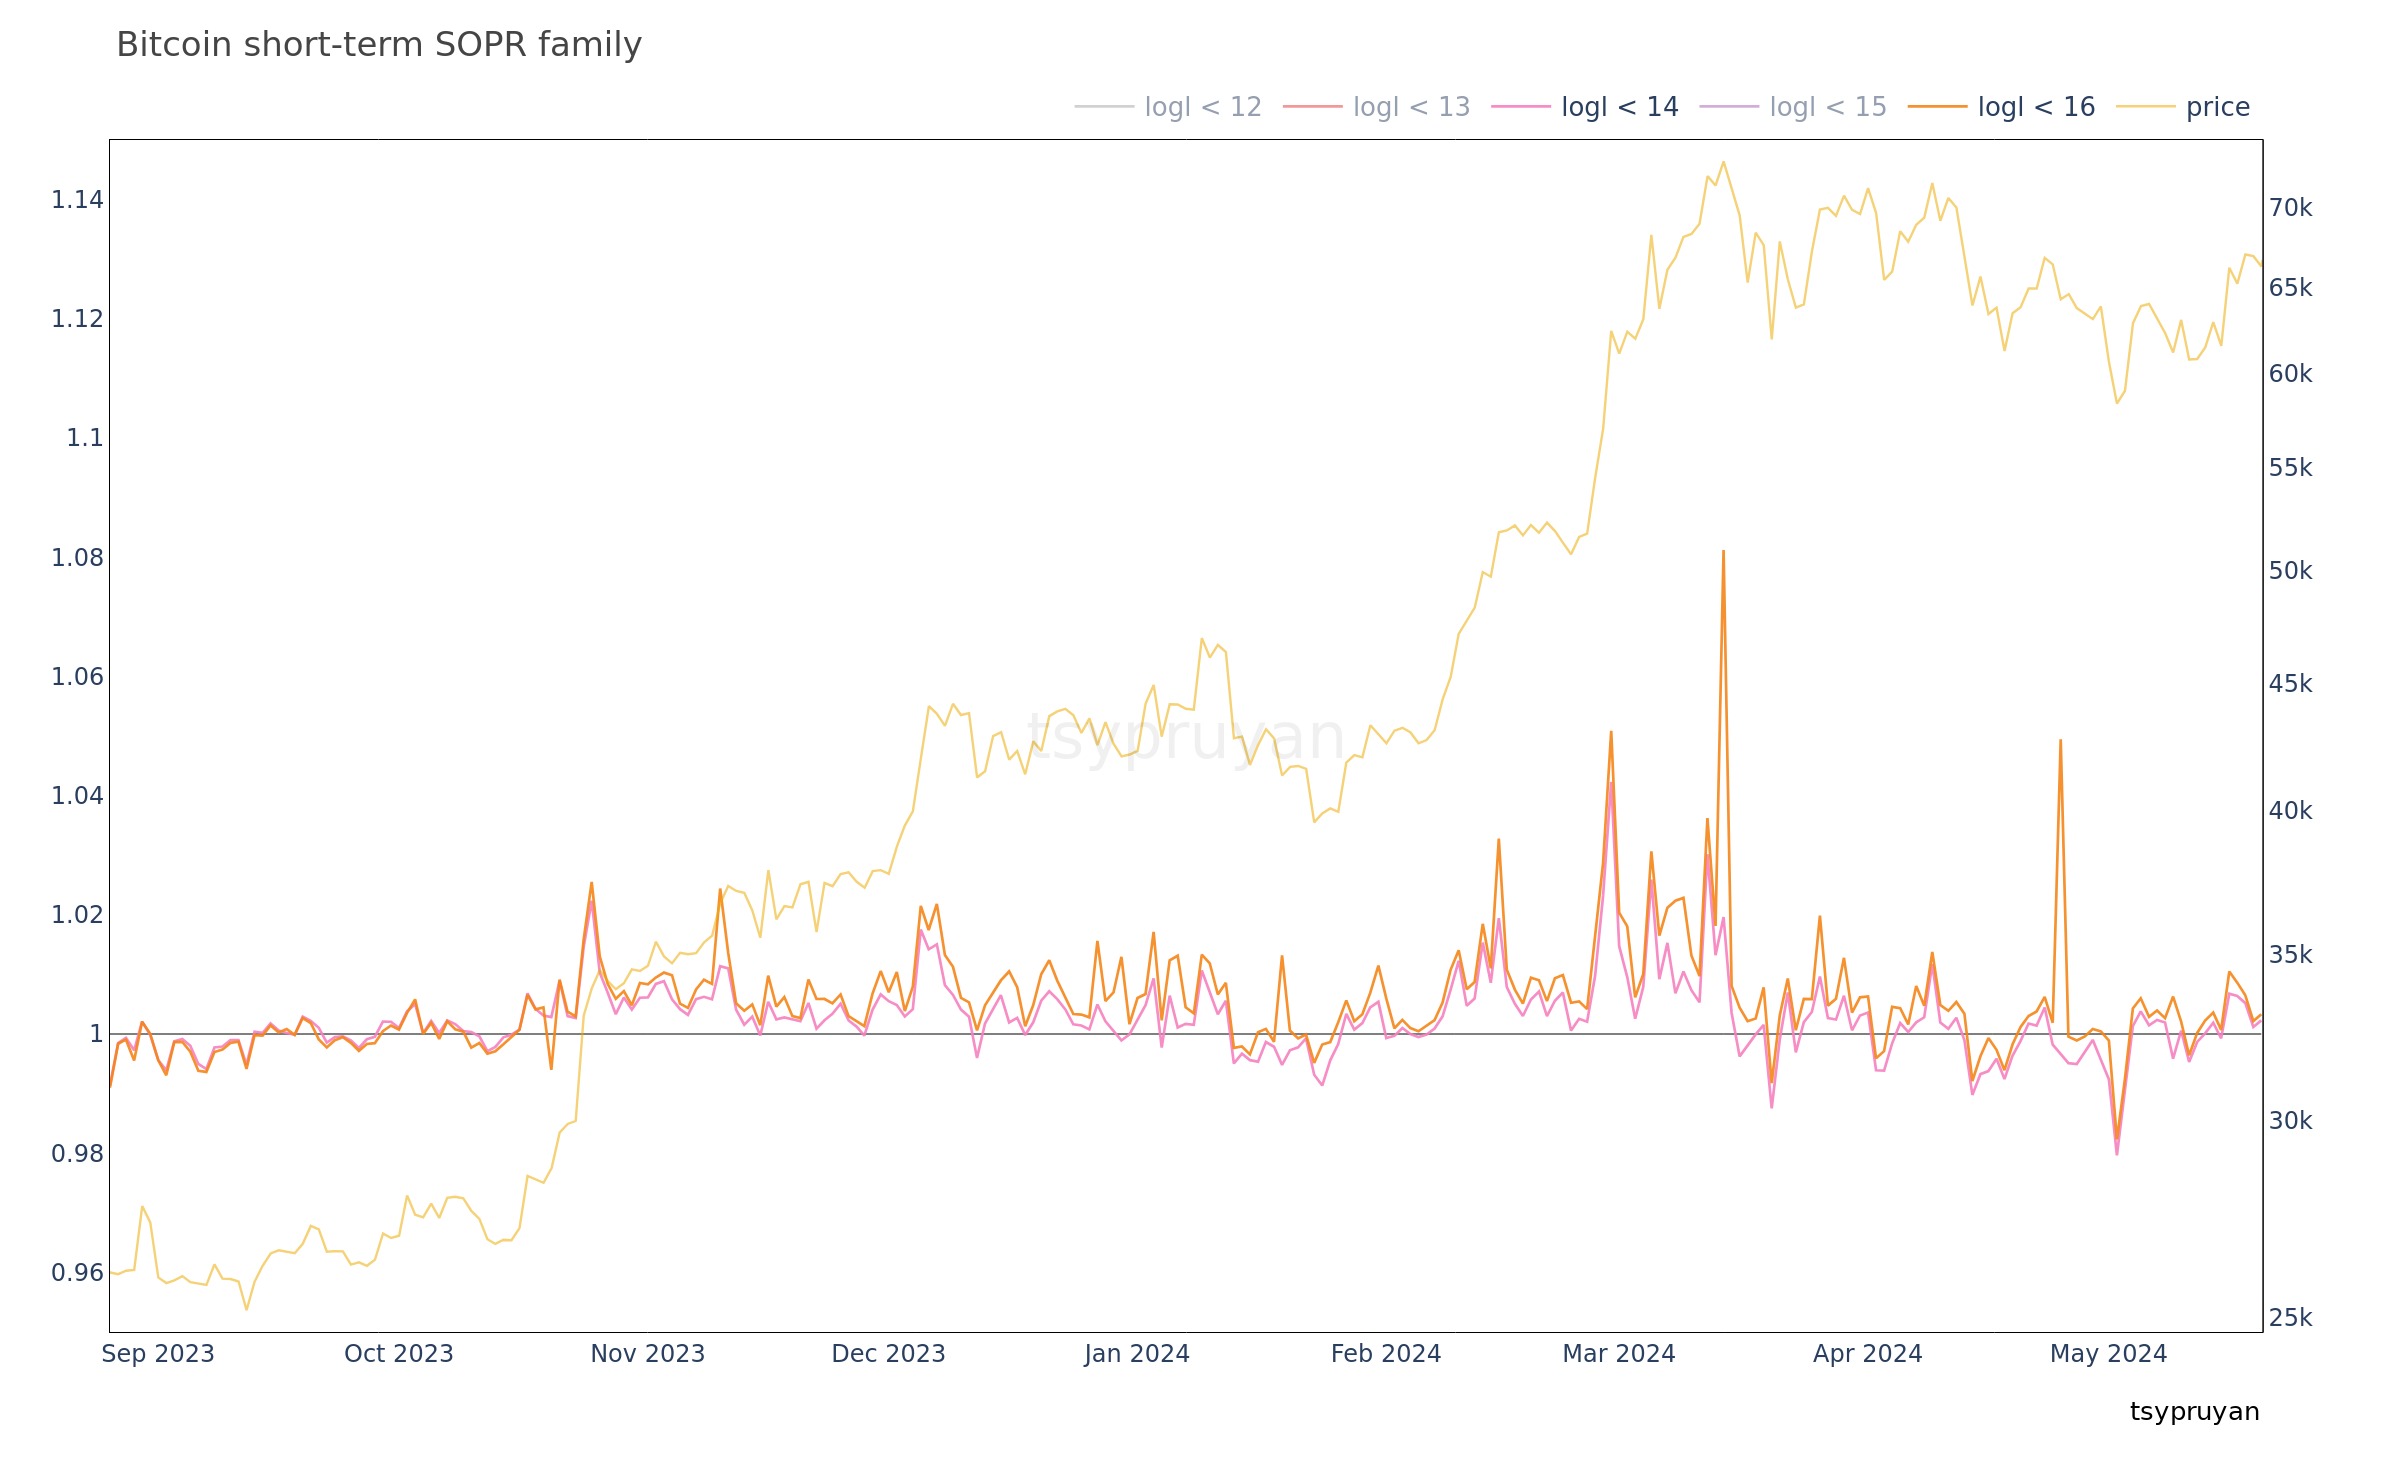 Bitcoin short-term SOPR family
logl < 12 logl < 13 logl < 14 logl < 15 logl < 16 price
1.14
1.12
1.1
1.08
1.06
1.04
1.02
1
0.98
0.96
70k
65k
60k
55k
50k
45k
40k
35k
30k
25k
tsypruyan
Sep 2023 Oct 2023 Nov 2023 Dec 2023 Jan 2024 Feb 2024 Mar 2024 Apr 2024 May 2024
tsypruyan